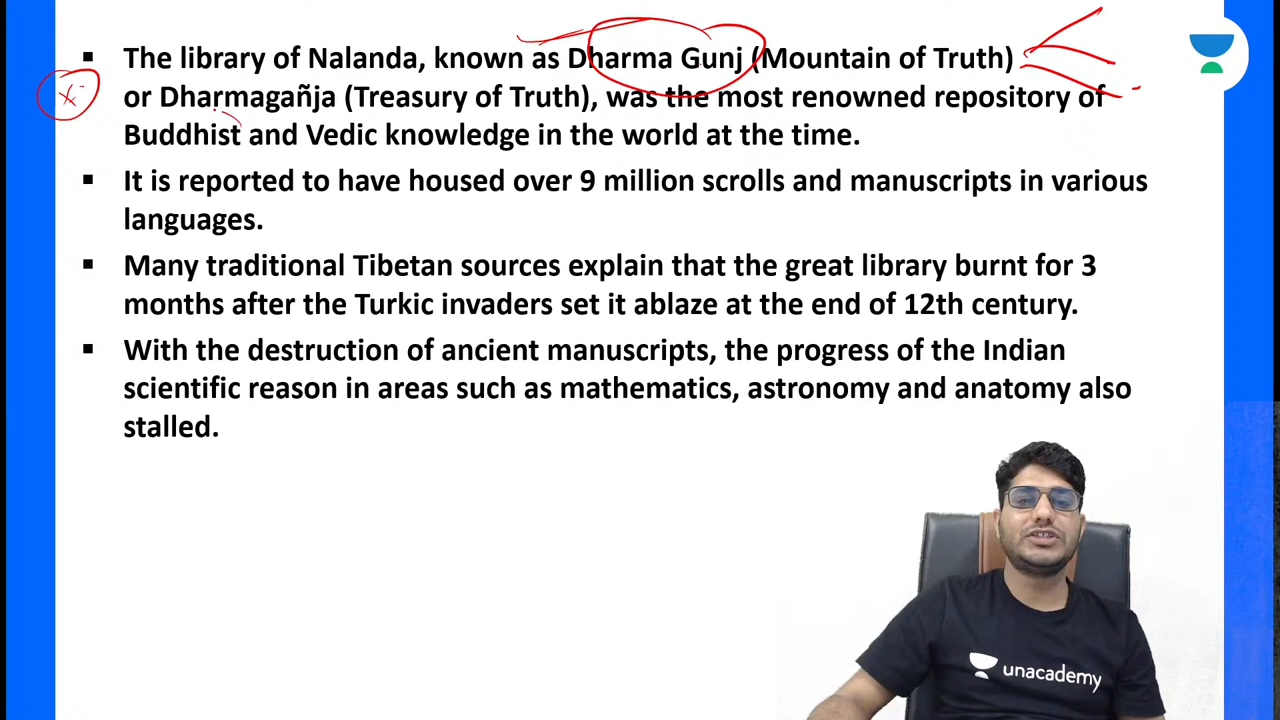 The library of Nalanda, known as Dharma Gunj (Mountain of Truth)
or Dharmagañja (Treasury of Truth), was the most renowned repository of
Buddhist and Vedic knowledge in the world at the time.
It is reported to have housed over 9 million scrolls and manuscripts in various
languages.
Many traditional Tibetan sources explain that the great library burnt for 3
months after the Turkic invaders set it ablaze at the end of 12th century.
With the destruction of ancient manuscripts, the progress of the Indian
scientific reason in areas such as mathematics, astronomy and anatomy also
stalled.
unacademy